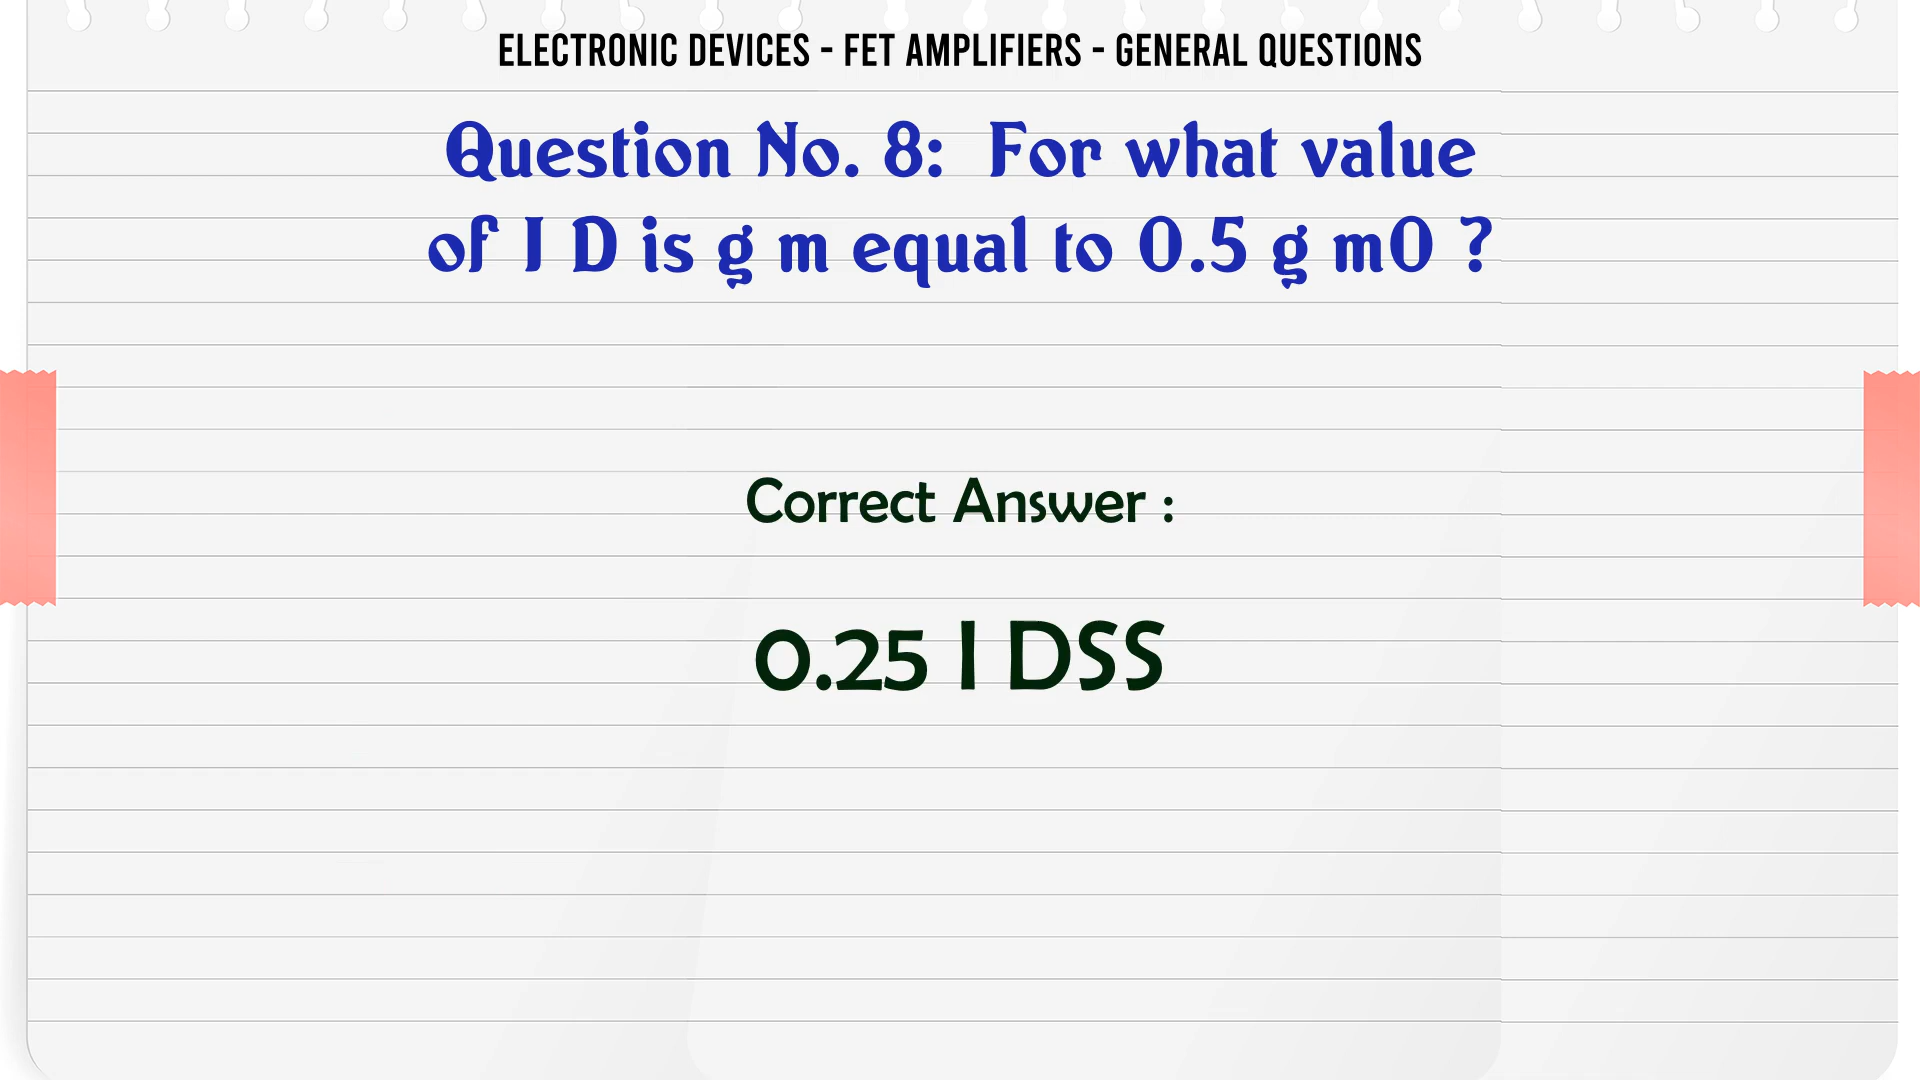 ELECTRONIC DEVICES - FET AMPLIFIERS - GENERAL QUESTIONS
Question No. 8:  For what value
of I D is g m equal to 0.5 g m0 ?
Correct Answer :
0.25 I DSS